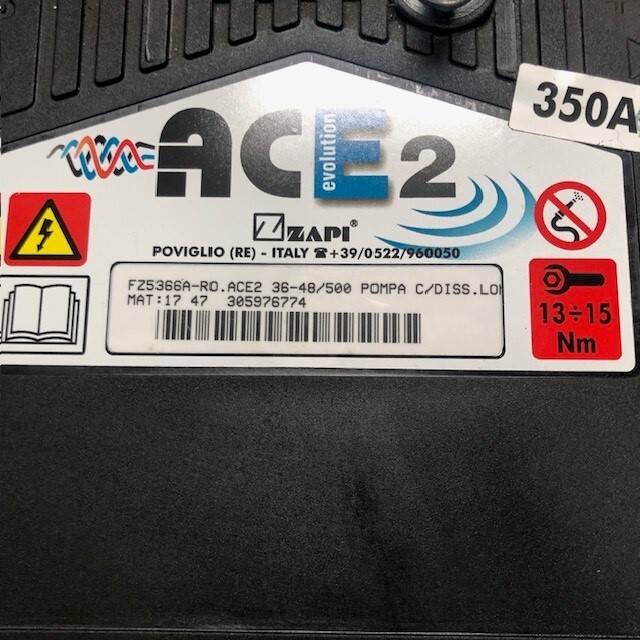 350A
ACE2
evolution
ZAPI®
POVIGLIO (RE) - ITALY ☎+39/0522/960050
FZ5366A-RO.ACE2 36-48/500 POMPA C/DISS.LO
MAT:17 47 305976774
13÷15
Nm